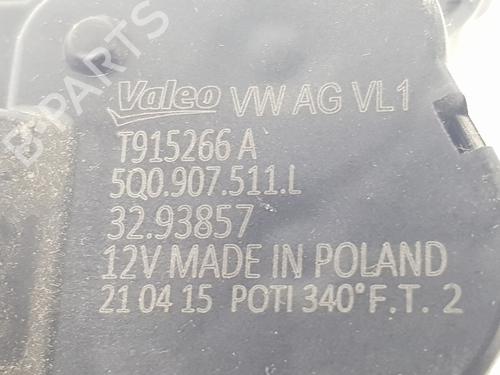 B-PARTS
Valeo VW AG VL1
T915266 A
5Q0.907.511.L
32.93857
12V MADE IN POLAND
21 04 15 POTI 340° F.T. 2